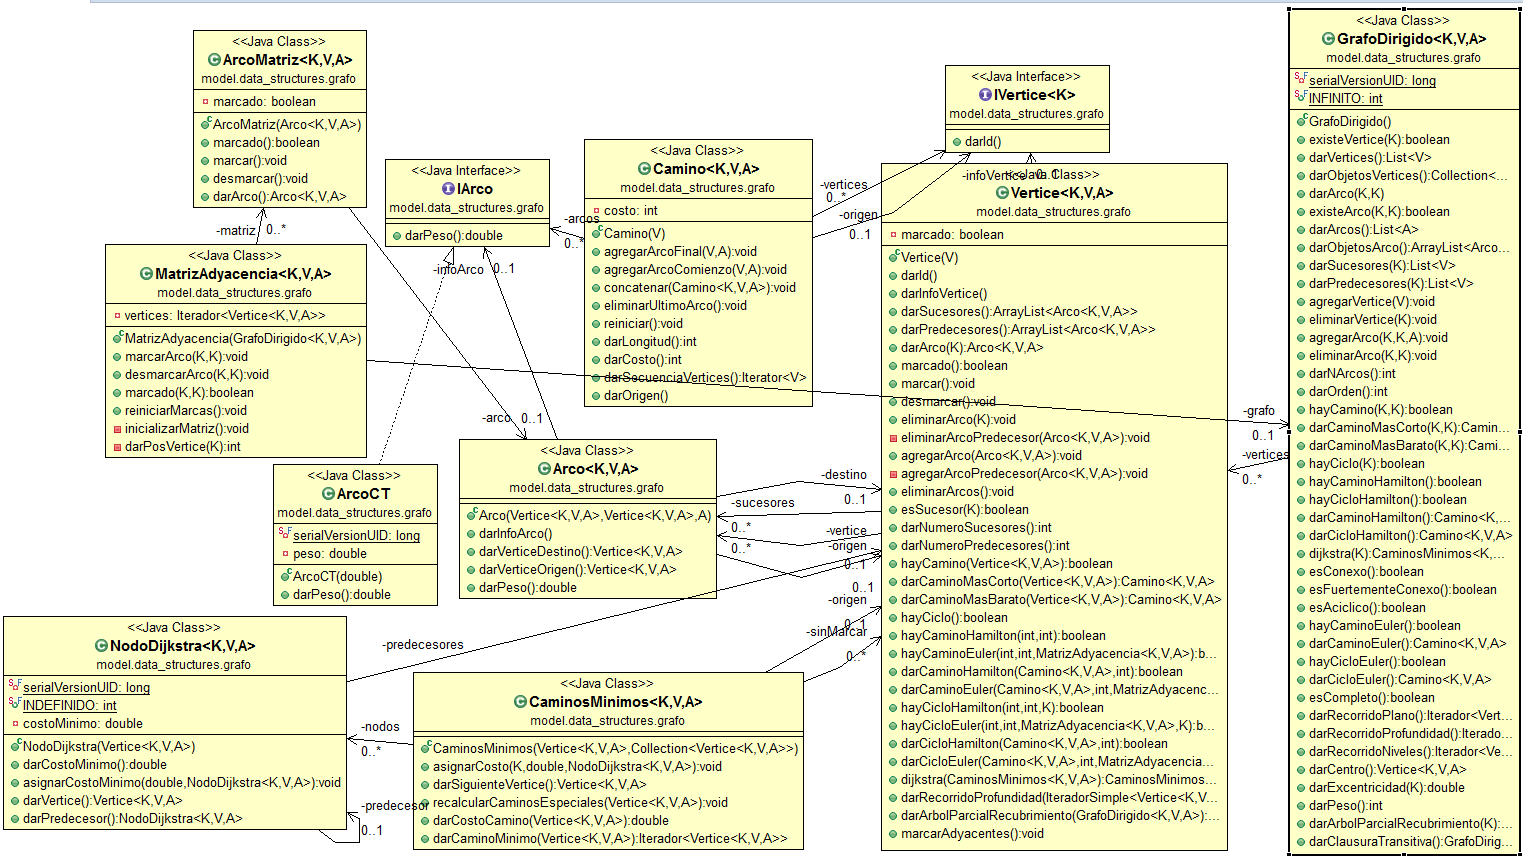 <<Java Class>>
ArcoMatriz<K,V,A>
model.data_structures.grafo
marcado: boolean
ArcoMatriz(Arco<K,V,A>)
marcado():boolean
marcar():void
desmarcar():void
darArco():Arco<K,V,A>
-matriz 0..*
<<Java Class>>
MatrizAdyacencia<K,V,A>
model.data_structures.grafo
vertices: Iterador<Vertice<K,V,A>>
MatrizAdyacencia(GrafoDirigido<K,V,A>)
marcarArco(K,K):void
desmarcarArco(K,K):void
marcado(K,K):boolean
reiniciarMarcas():void
inicializarMatriz():void
darPosVertice(K):int
<<Java Interface>>
IArco
model.data_structures.grafo
darPeso():double
-infoArco 0..1
<<Java Class>>
ArcoCT
model.data_structures.grafo
serialVersionUID: long
peso: double
ArcoCT(double)
darPeso():double
<<Java Class>>
Camino<K,V,A>
model.data_structures.grafo
costo: int
Camino(V)
agregarArcoFinal(V,A):void
agregarArcoComienzo(V,A):void
concatenar(Camino<K,V,A>):void
eliminarUltimoArco():void
reiniciar():void
darLongitud():int
darCosto():int
darSecuenciaVertices():Iterator<V>
darOrigen()
-arcos
0..*
-vertices
0..*
-origen
0..1
<<Java Interface>>
IVertice<K>
model.data_structures.grafo
darId()
-infoVertice 0..1
-arco 0..1
<<Java Class>>
Arco<K,V,A>
model.data_structures.grafo
Arco(Vertice<K,V,A>,Vertice<K,V,A>,A)
darInfoArco()
darVerticeDestino():Vertice<K,V,A>
darVerticeOrigen():Vertice<K,V,A>
darPeso():double
-destino
0..1
-sucesores
0..*
-vertice
0..*
-origen
0..1
0..1
-origen
0..1
-sinMarcar
0..*
-predecesores
<<Java Class>>
NodoDijkstra<K,V,A>
model.data_structures.grafo
serialVersionUID: long
INDEFINIDO: int
costoMinimo: double
NodoDijkstra(Vertice<K,V,A>)
darCostoMinimo():double
asignarCostoMinimo(double,NodoDijkstra<K,V,A>):void
darVertice():Vertice<K,V,A>
darPredecesor():NodoDijkstra<K,V,A>
-nodos
0..*
-predecesor
0..1
<<Java Class>>
CaminosMinimos<K,V,A>
model.data_structures.grafo
CaminosMinimos(Vertice<K,V,A>,Collection<Vertice<K,V,A>>)
asignarCosto(K,double,NodoDijkstra<K,V,A>):void
darSiguienteVertice():Vertice<K,V,A>
recalcularCaminosEspeciales(Vertice<K,V,A>):void
darCostoCamino(Vertice<K,V,A>):double
darCaminoMinimo(Vertice<K,V,A>):Iterador<Vertice<K,V,A>>
<<Java Class>>
Vertice<K,V,A>
model.data_structures.grafo
marcado: boolean
Vertice(V)
darId()
darInfoVertice()
darSucesores():ArrayList<Arco<K,V,A>>
darPredecesores():ArrayList<Arco<K,V,A>>
darArco(K):Arco<K,V,A>
marcado():boolean
marcar():void
desmarcar():void
eliminarArco(K):void
eliminarArcoPredecesor(Arco<K,V,A>):void
agregarArco(Arco<K,V,A>):void
agregarArcoPredecesor(Arco<K,V,A>):void
eliminarArcos():void
esSucesor(K):boolean
darNumeroSucesores():int
darNumeroPredecesores():int
hayCamino(Vertice<K,V,A>):boolean
darCaminoMasCorto(Vertice<K,V,A>):Camino<K,V,A>
darCaminoMasBarato(Vertice<K,V,A>):Camino<K,V,A>
hayCiclo():boolean
hayCaminoHamilton(int,int):boolean
hayCaminoEuler(int,int,MatrizAdyacencia<K,V,A>):b...
darCaminoHamilton(Camino<K,V,A>,int):boolean
darCaminoEuler(Camino<K,V,A>,int,MatrizAdyacenc...
hayCicloHamilton(int,int,K):boolean
hayCicloEuler(int,int,MatrizAdyacencia<K,V,A>,K):b...
darCicloHamilton(Camino<K,V,A>,int):boolean
darCicloEuler(Camino<K,V,A>,int,MatrizAdyacencia...
dijkstra(CaminosMinimos<K,V,A>):CaminosMinimos...
darRecorridoProfundidad(IteradorSimple<Vertice<K,V...
darArbolParcialRecubrimiento(GrafoDirigido<K,V,A>):...
marcarAdyacentes():void
-grafo
0..1
-vertices
0..*
<<Java Class>>
GrafoDirigido<K,V,A>
model.data_structures.grafo
serialVersionUID: long
INFINITO: int
GrafoDirigido()
existeVertice(K):boolean
darVertices():List<V>
darObjetosVertices():Collection<...
darArco(K,K)
existeArco(K,K):boolean
darArcos():List<A>
darObjetosArco():ArrayList<Arco...
darSucesores(K):List<V>
darPredecesores(K):List<V>
agregarVertice(V):void
eliminarVertice(K):void
agregarArco(K,K,A):void
eliminarArco(K,K):void
darNArcos():int
darOrden():int
hayCamino(K,K):boolean
darCaminoMasCorto(K,K):Camin...
darCaminoMasBarato(K,K):Cami...
hayCiclo(K):boolean
hayCaminoHamilton():boolean
hayCicloHamilton():boolean
darCaminoHamilton():Camino<K,...
darCicloHamilton():Camino<K,V,A>
dijkstra(K):CaminosMinimos<K,...
esConexo():boolean
esFuertementeConexo():boolean
esAciclico():boolean
hayCaminoEuler():boolean
darCaminoEuler():Camino<K,V,A>
hayCicloEuler():boolean
darCicloEuler():Camino<K,V,A>
esCompleto():boolean
darRecorridoPlano():Iterador<Vert...
darRecorridoProfundidad():Iterado...
darRecorridoNiveles():Iterador<Ve...
darCentro():Vertice<K,V,A>
darExcentricidad(K):double
darPeso():int
darArbolParcialRecubrimiento(K):...
darClausuraTransitiva():GrafoDirig...